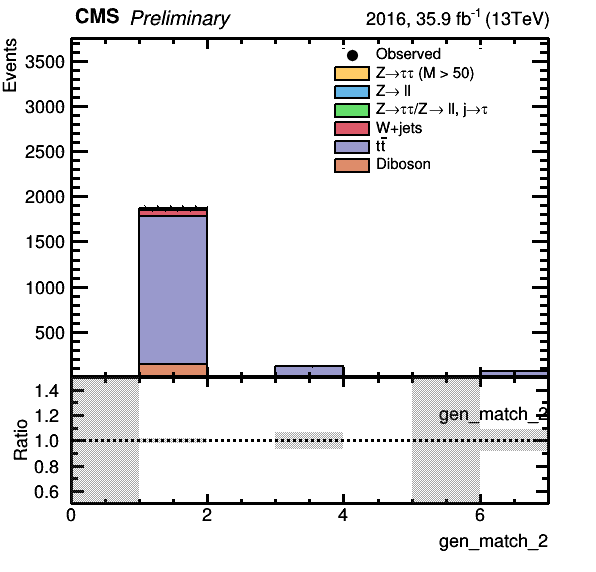 CMS Preliminary 2016, 35.9 fb⁻¹ (13TeV)
Events
3500
3000
2500
2000
1500
1000
500
Observed
Z→ττ (M > 50)
Z→ ll
Z→ττ/Z→ ll, j→τ
W+jets
tt̄
Diboson
Ratio
1.4
1.2
1.0
0.8
0.6
gen_match_2
0 2 4 6
gen_match_2